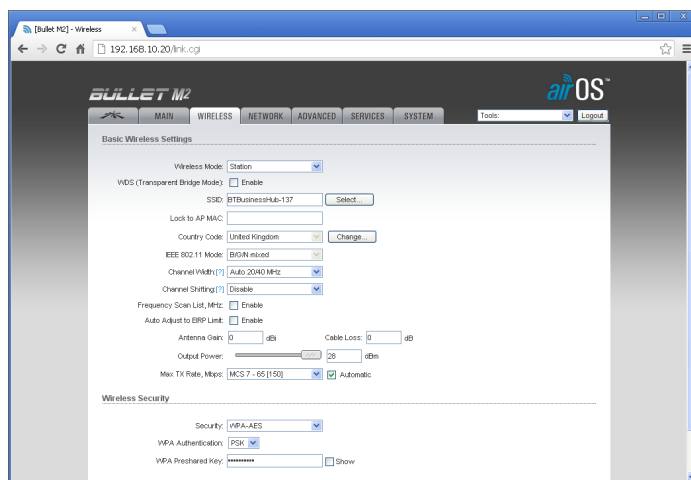 [Bullet M2] - Wireless
192.168.10.20/link.cgi
BULLET M2
airOS™
MAIN WIRELESS NETWORK ADVANCED SERVICES SYSTEM Tools: Logout
Basic Wireless Settings
Wireless Mode: Station
WDS (Transparent Bridge Mode): Enable
SSID: BTBusinessHub-137 Select...
Lock to AP MAC:
Country Code: United Kingdom Change...
IEEE 802.11 Mode: B/G/N mixed
Channel Width:[?] Auto 20/40 MHz
Channel Shifting:[?] Disable
Frequency Scan List, MHz: Enable
Auto Adjust to EIRP Limit: Enable
Antenna Gain: 0 dBi Cable Loss: 0 dB
Output Power: 28 dBm
Max TX Rate, Mbps: MCS 7 - 65 [150] Automatic
Wireless Security
Security: WPA-AES
WPA Authentication: PSK
WPA Preshared Key: •••••••••• Show